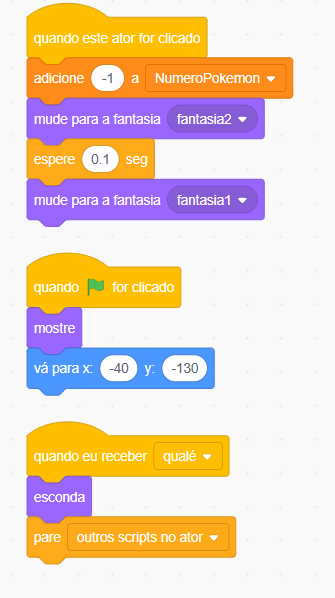 quando este ator for clicado
adicione -1 a NumeroPokemon
mude para a fantasia fantasia2
espere 0.1 seg
mude para a fantasia fantasia1
quando for clicado
mostre
vá para x: -40 y: -130
quando eu receber qualé
esconda
pare outros scripts no ator